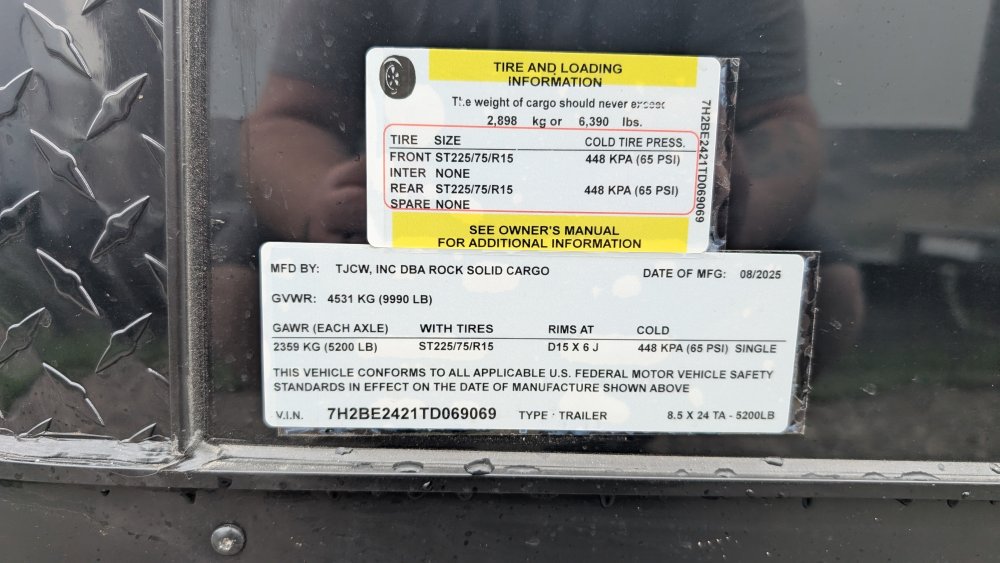 TIRE AND LOADING
INFORMATION
The weight of cargo should never exceed
2,898 kg or 6,390 lbs.
TIRE SIZE COLD TIRE PRESS.
FRONT ST225/75/R15 448 KPA (65 PSI)
INTER NONE
REAR ST225/75/R15 448 KPA (65 PSI)
SPARE NONE
SEE OWNER'S MANUAL
FOR ADDITIONAL INFORMATION
7H2BE2421TD069069
MFD BY: TJCW, INC DBA ROCK SOLID CARGO DATE OF MFG: 08/2025
GVWR: 4531 KG (9990 LB)
GAWR (EACH AXLE) WITH TIRES RIMS AT COLD
2359 KG (5200 LB) ST225/75/R15 D15 X 6 J 448 KPA (65 PSI) SINGLE
THIS VEHICLE CONFORMS TO ALL APPLICABLE U.S. FEDERAL MOTOR VEHICLE SAFETY
STANDARDS IN EFFECT ON THE DATE OF MANUFACTURE SHOWN ABOVE
V.I.N. 7H2BE2421TD069069 TYPE - TRAILER 8.5 X 24 TA - 5200LB